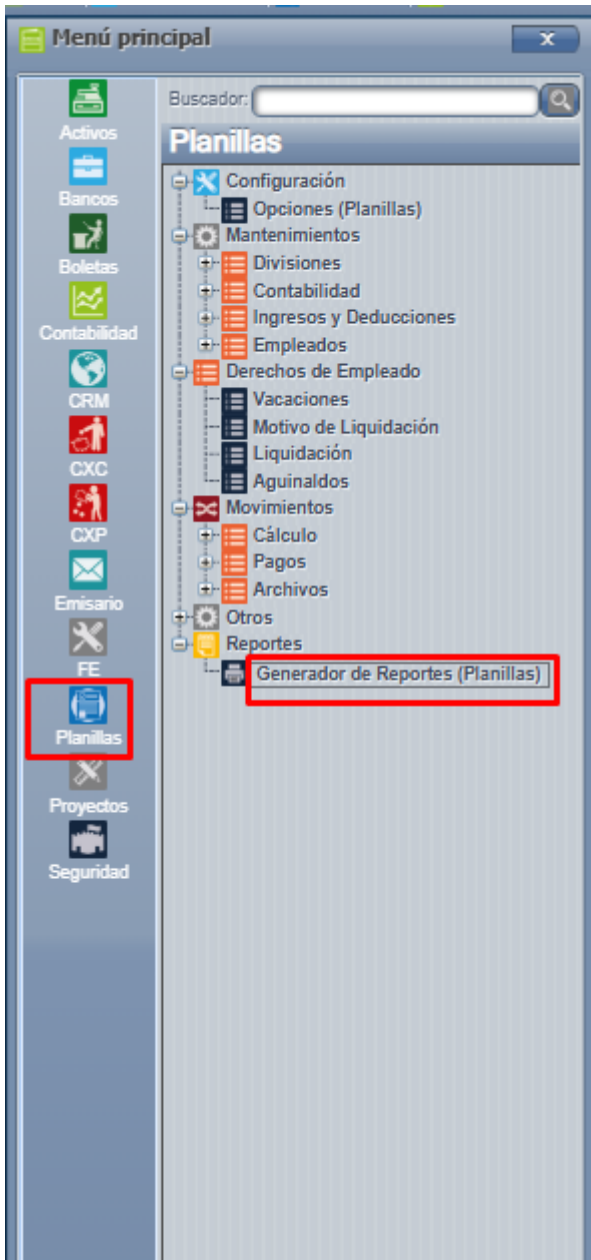 Menú principal
x
Buscador:
Planillas
Activos
Bancos
Boletas
Contabilidad
CRM
CXC
CXP
Emisario
FE
Planillas
Proyectos
Seguridad
Configuración
Opciones (Planillas)
Mantenimientos
Divisiones
Contabilidad
Ingresos y Deducciones
Empleados
Derechos de Empleado
Vacaciones
Motivo de Liquidación
Liquidación
Aguinaldos
Movimientos
Cálculo
Pagos
Archivos
Otros
Reportes
Generador de Reportes (Planillas)